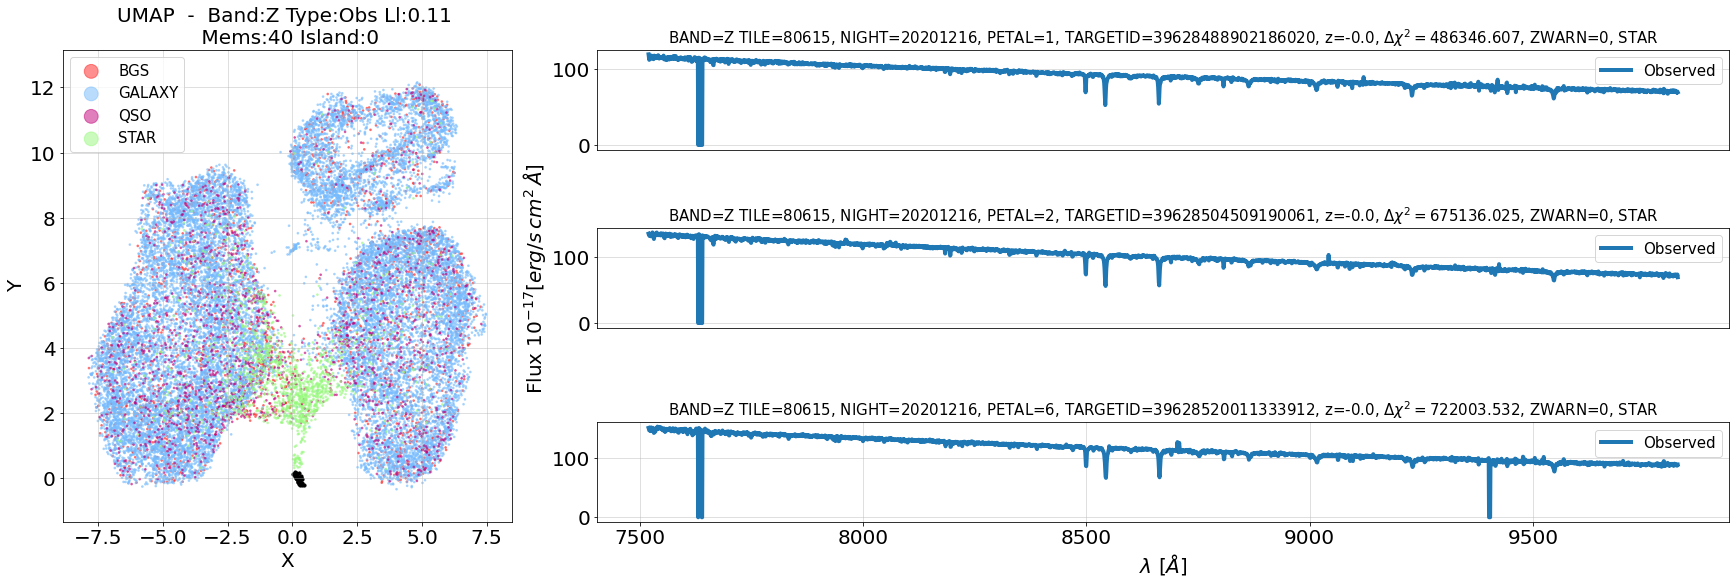 UMAP - Band:Z Type:Obs Ll:0.11
Mems:40 Island:0
BGS
GALAXY
QSO
STAR
12
10
8
6
4
2
0
Y
−7.5 −5.0 −2.5 0.0 2.5 5.0 7.5
X
Flux 10⁻¹⁷[erg/s cm² Å]
BAND=Z TILE=80615, NIGHT=20201216, PETAL=1, TARGETID=39628488902186020, z=-0.0, Δχ² = 486346.607, ZWARN=0, STAR
Observed
100
0
BAND=Z TILE=80615, NIGHT=20201216, PETAL=2, TARGETID=39628504509190061, z=-0.0, Δχ² = 675136.025, ZWARN=0, STAR
Observed
100
0
BAND=Z TILE=80615, NIGHT=20201216, PETAL=6, TARGETID=39628520011333912, z=-0.0, Δχ² = 722003.532, ZWARN=0, STAR
Observed
100
0
7500 8000 8500 9000 9500
λ [Å]